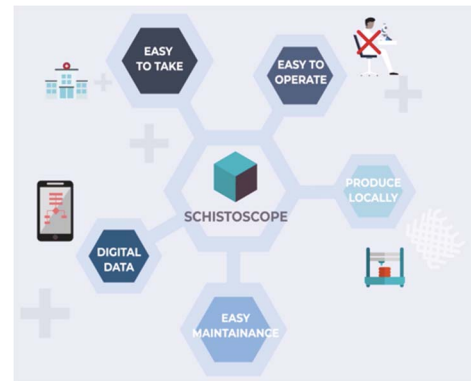 EASY
TO TAKE
EASY TO
OPERATE
SCHISTOSCOPE
PRODUCE
LOCALLY
DIGITAL
DATA
EASY
MAINTAINANCE